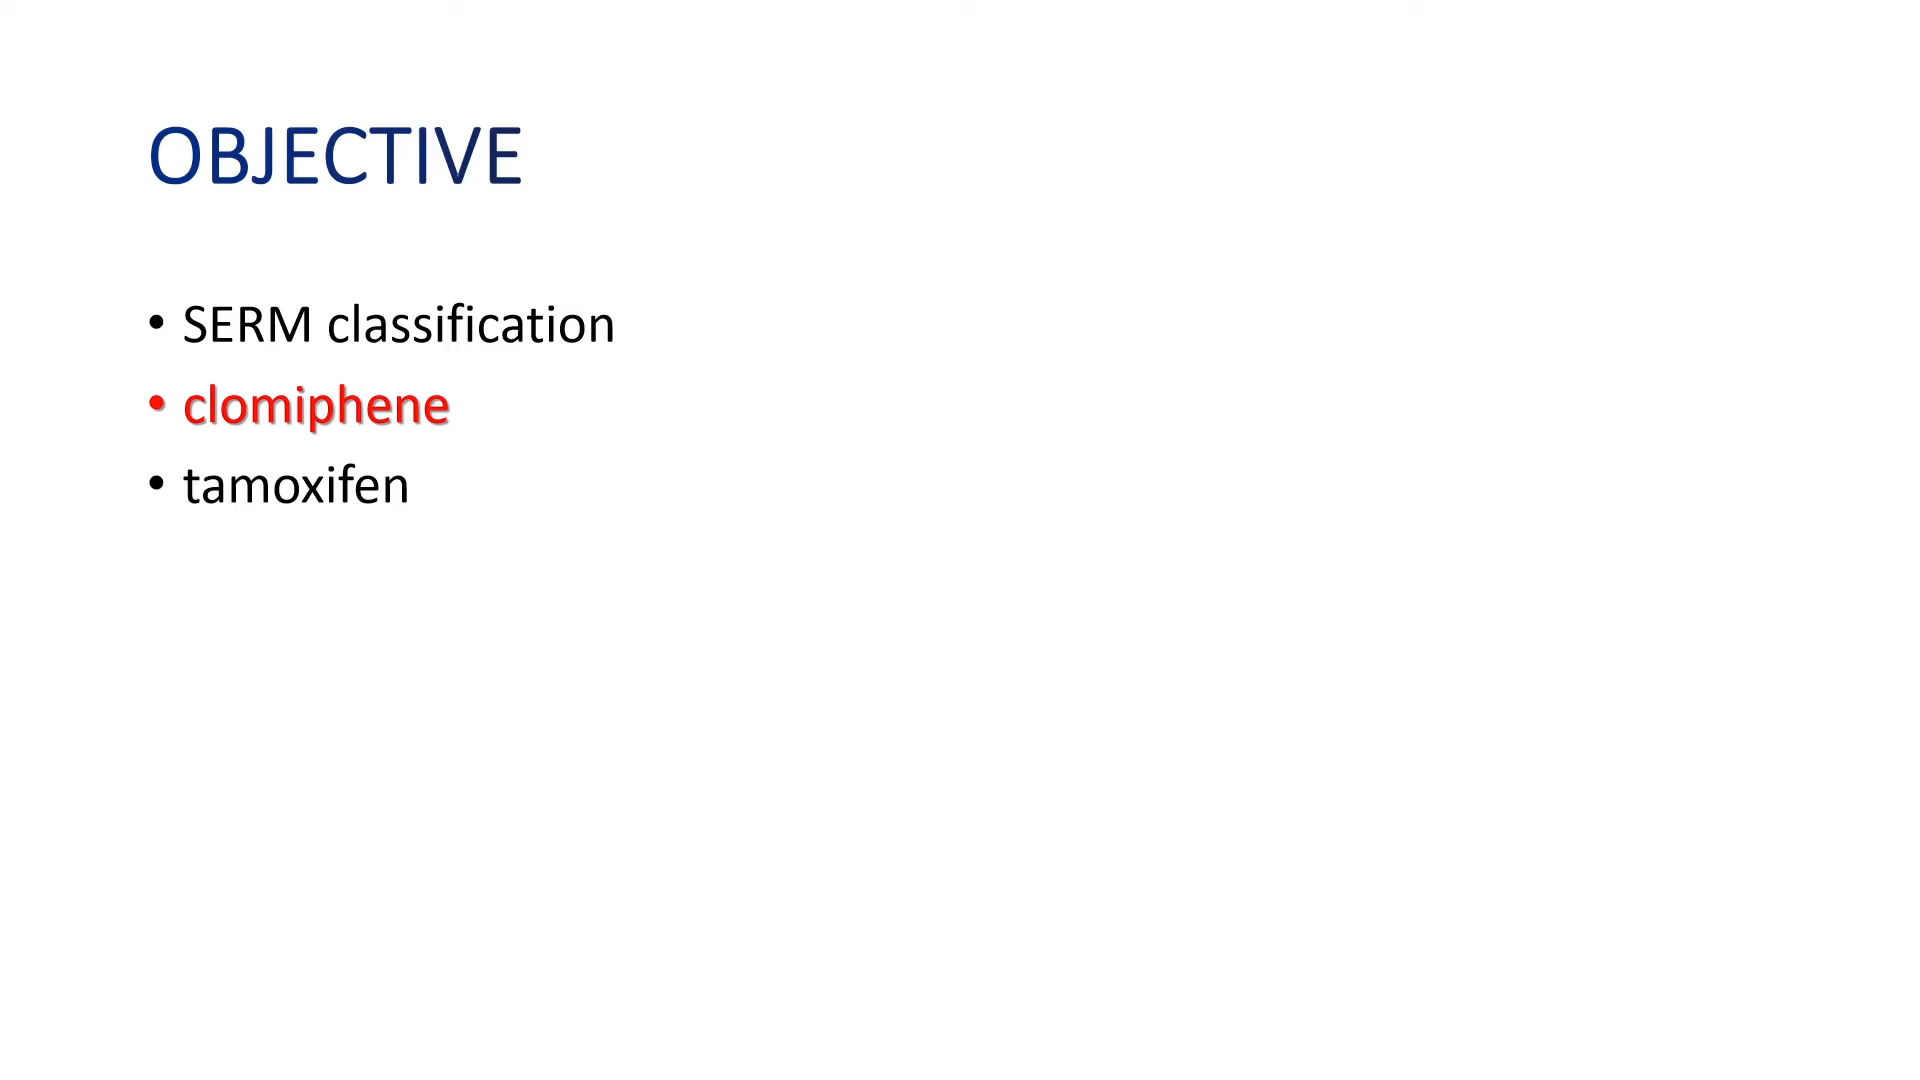 OBJECTIVE
• SERM classification
• clomiphene
• tamoxifen